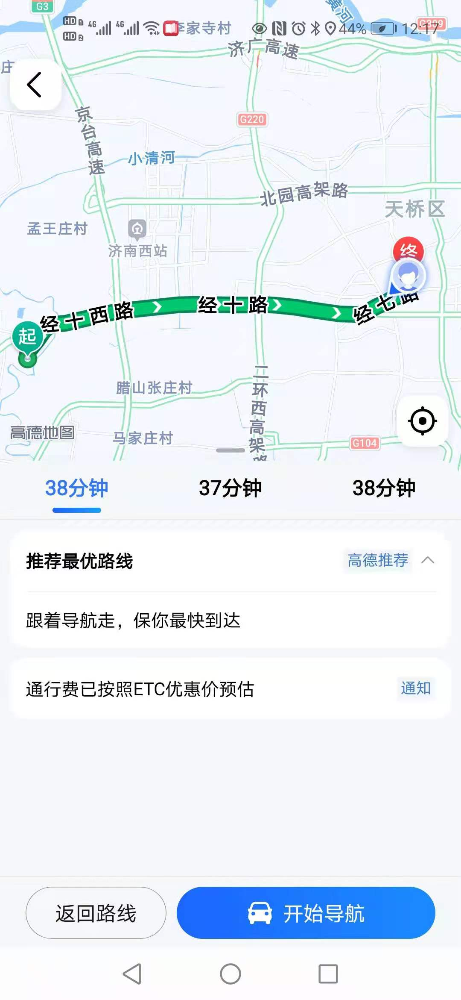 G3
黄河
G309
HD 1 4G 4G
HD 2
李家寺村
44% 12:17
济广高速
庄
京台高速
G220
小清河
北园高架路
天桥区
孟王庄村
济南西站
终
经十西路
经十路
经七路
起
腊山张庄村
二环西高架路
高德地图
马家庄村
G104
38分钟
37分钟
38分钟
推荐最优路线
高德推荐
跟着导航走，保你最快到达
通行费已按照ETC优惠价预估
通知
返回路线
开始导航